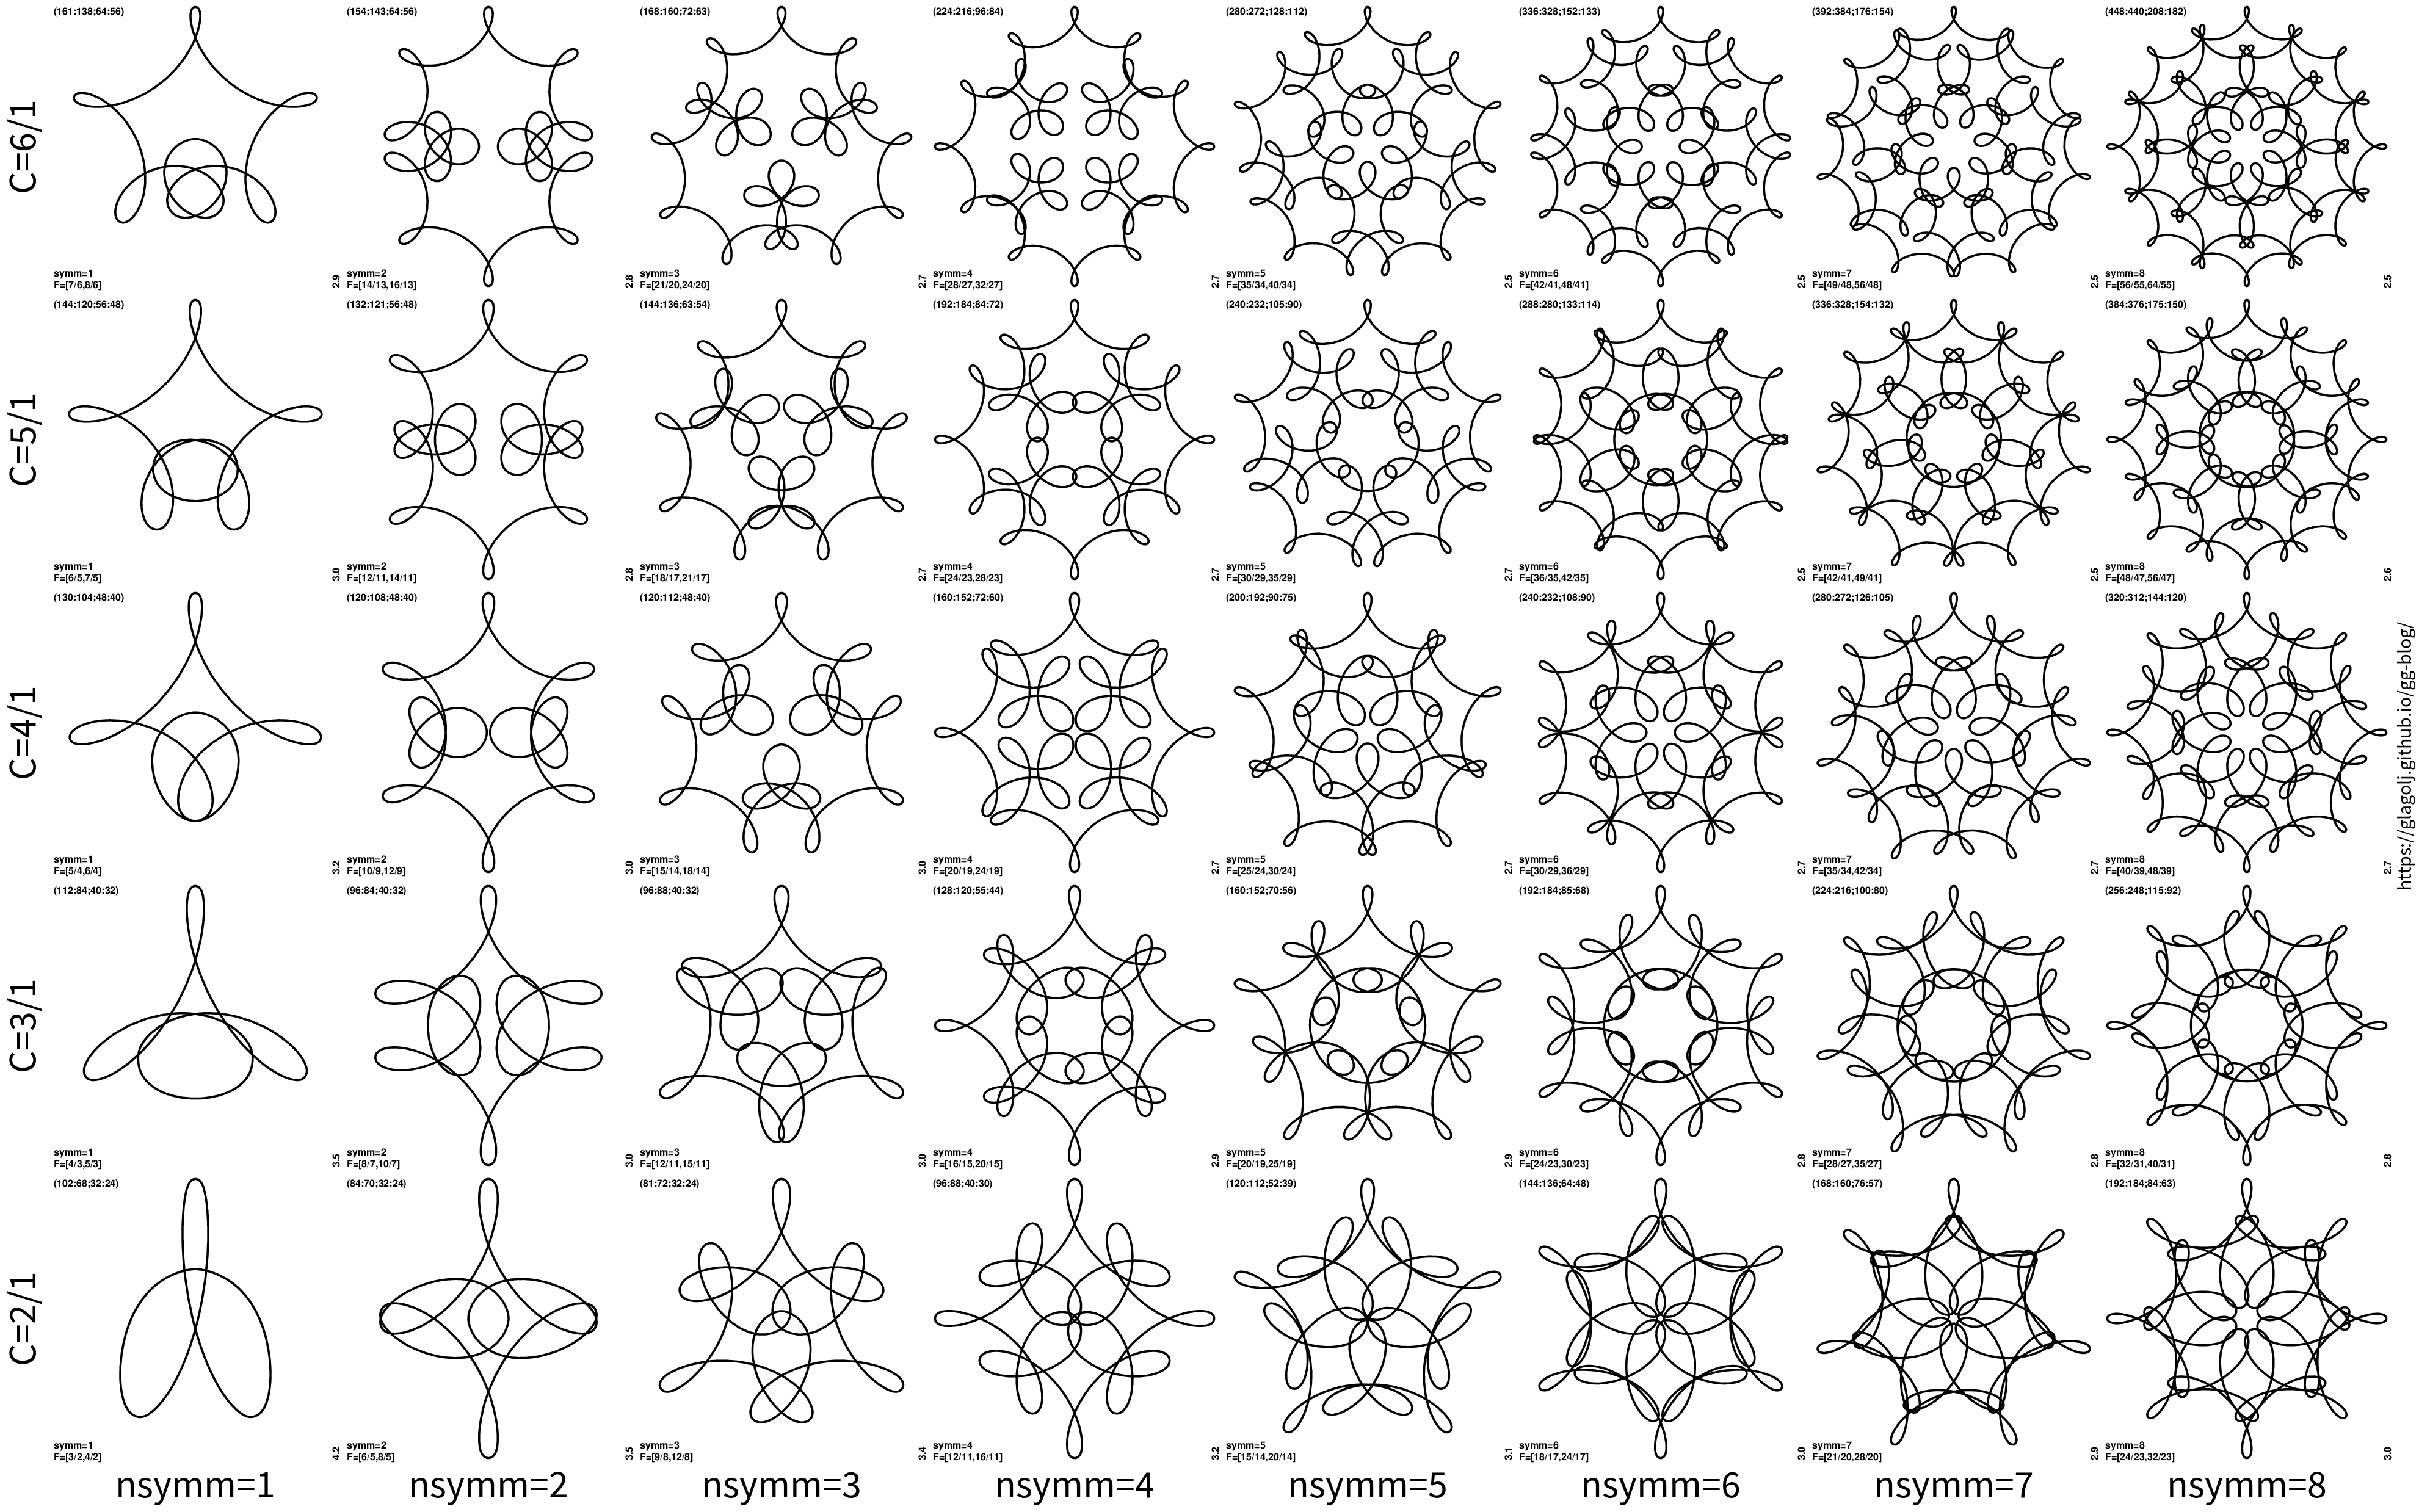 (161:138;64:56)
(154:143;64:56)
(168:160;72:63)
(224:216;96:84)
(280:272;128:112)
(336:328;152:133)
(392:384;176:154)
(448:440;208:182)
C=6/1
symm=1
F=[7/6,8/6]
2.9
symm=2
F=[14/13,16/13]
2.8
symm=3
F=[21/20,24/20]
2.7
symm=4
F=[28/27,32/27]
2.7
symm=5
F=[35/34,40/34]
2.5
symm=6
F=[42/41,48/41]
2.5
symm=7
F=[49/48,56/48]
2.5
symm=8
F=[56/55,64/55]
2.5
(144:120;56:48)
(132:121;56:48)
(144:136;63:54)
(192:184;84:72)
(240:232;105:90)
(288:280;133:114)
(336:328;154:132)
(384:376;175:150)
C=5/1
symm=1
F=[6/5,7/5]
3.0
symm=2
F=[12/11,14/11]
2.8
symm=3
F=[18/17,21/17]
2.7
symm=4
F=[24/23,28/23]
2.7
symm=5
F=[30/29,35/29]
2.7
symm=6
F=[36/35,42/35]
2.5
symm=7
F=[42/41,49/41]
2.5
symm=8
F=[48/47,56/47]
2.6
(130:104;48:40)
(120:108;48:40)
(120:112;48:40)
(160:152;72:60)
(200:192;90:75)
(240:232;108:90)
(280:272;126:105)
(320:312;144:120)
C=4/1
symm=1
F=[5/4,6/4]
3.2
symm=2
F=[10/9,12/9]
3.0
symm=3
F=[15/14,18/14]
3.0
symm=4
F=[20/19,24/19]
2.7
symm=5
F=[25/24,30/24]
2.7
symm=6
F=[30/29,36/29]
2.7
symm=7
F=[35/34,42/34]
2.7
symm=8
F=[40/39,48/39]
2.7
https://glagolj.github.io/gg-blog/
(112:84;40:32)
(96:84;40:32)
(96:88;40:32)
(128:120;55:44)
(160:152;70:56)
(192:184;85:68)
(224:216;100:80)
(256:248;115:92)
C=3/1
symm=1
F=[4/3,5/3]
3.5
symm=2
F=[8/7,10/7]
3.0
symm=3
F=[12/11,15/11]
3.0
symm=4
F=[16/15,20/15]
2.9
symm=5
F=[20/19,25/19]
2.9
symm=6
F=[24/23,30/23]
2.8
symm=7
F=[28/27,35/27]
2.8
symm=8
F=[32/31,40/31]
2.8
(102:68;32:24)
(84:70;32:24)
(81:72;32:24)
(96:88;40:30)
(120:112;52:39)
(144:136;64:48)
(168:160;76:57)
(192:184;84:63)
C=2/1
symm=1
F=[3/2,4/2]
4.2
symm=2
F=[6/5,8/5]
3.5
symm=3
F=[9/8,12/8]
3.4
symm=4
F=[12/11,16/11]
3.2
symm=5
F=[15/14,20/14]
3.1
symm=6
F=[18/17,24/17]
3.0
symm=7
F=[21/20,28/20]
2.9
symm=8
F=[24/23,32/23]
3.0
nsymm=1
nsymm=2
nsymm=3
nsymm=4
nsymm=5
nsymm=6
nsymm=7
nsymm=8